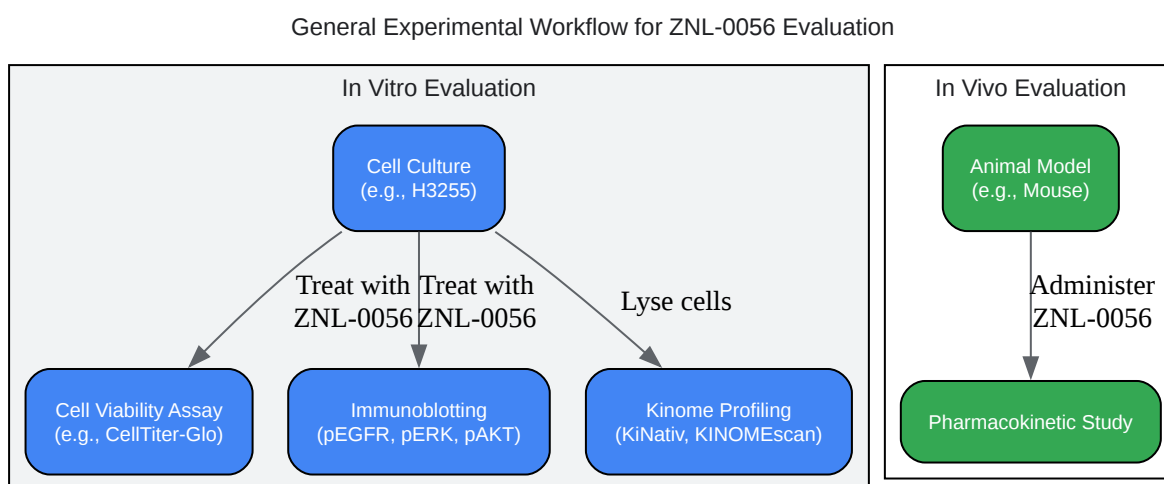 General Experimental Workflow for ZNL-0056 Evaluation
In Vitro Evaluation
Cell Culture
(e.g., H3255)
Treat with
ZNL-0056
Treat with
ZNL-0056
Lyse cells
Cell Viability Assay
(e.g., CellTiter-Glo)
Immunoblotting
(pEGFR, pERK, pAKT)
Kinome Profiling
(KiNativ, KINOMEscan)
In Vivo Evaluation
Animal Model
(e.g., Mouse)
Administer
ZNL-0056
Pharmacokinetic Study